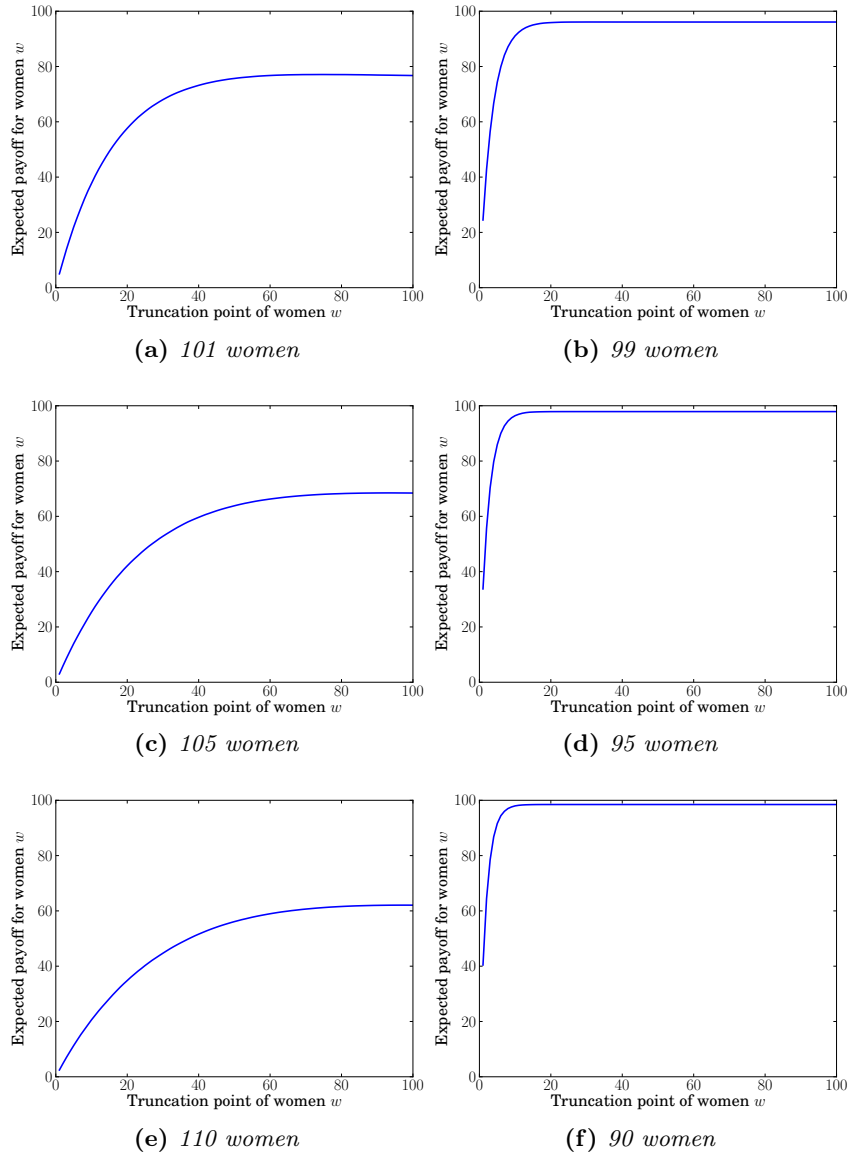 100
80
60
40
20
0
Expected payoff for women w
0 20 40 60 80 100
Truncation point of women w
(a) 101 women
100
80
60
40
20
0
Expected payoff for women w
0 20 40 60 80 100
Truncation point of women w
(b) 99 women
100
80
60
40
20
0
Expected payoff for women w
0 20 40 60 80 100
Truncation point of women w
(c) 105 women
100
80
60
40
20
0
Expected payoff for women w
0 20 40 60 80 100
Truncation point of women w
(d) 95 women
100
80
60
40
20
0
Expected payoff for women w
0 20 40 60 80 100
Truncation point of women w
(e) 110 women
100
80
60
40
20
0
Expected payoff for women w
0 20 40 60 80 100
Truncation point of women w
(f) 90 women